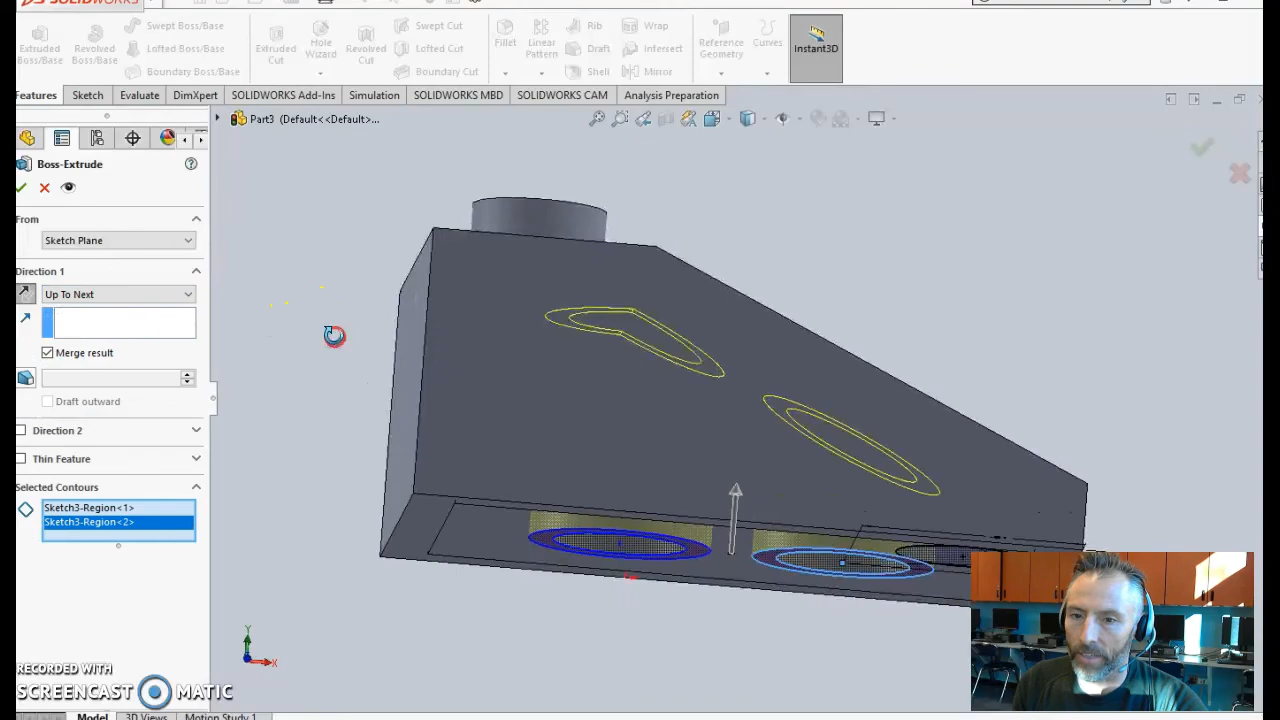 SOLIDWORKS
Extruded
Boss/Base
Revolved
Boss/Base
Swept Boss/Base
Lofted Boss/Base
Boundary Boss/Base
Extruded
Cut
Hole
Wizard
Revolved
Cut
Swept Cut
Lofted Cut
Boundary Cut
Fillet
Linear
Pattern
Rib
Draft
Shell
Wrap
Intersect
Mirror
Reference
Geometry
Curves
Instant3D
eatures Sketch Evaluate DimXpert SOLIDWORKS Add-Ins Simulation SOLIDWORKS MBD SOLIDWORKS CAM Analysis Preparation
Part3 (Default<<Default>...
Boss-Extrude
From
Sketch Plane
Direction 1
Up To Next
Merge result
Draft outward
Direction 2
Thin Feature
Selected Contours
Sketch3-Region<1>
Sketch3-Region<2>
Y
X
RECORDED WITH
SCREENCAST MATIC
Model 3D Views Motion Study 1